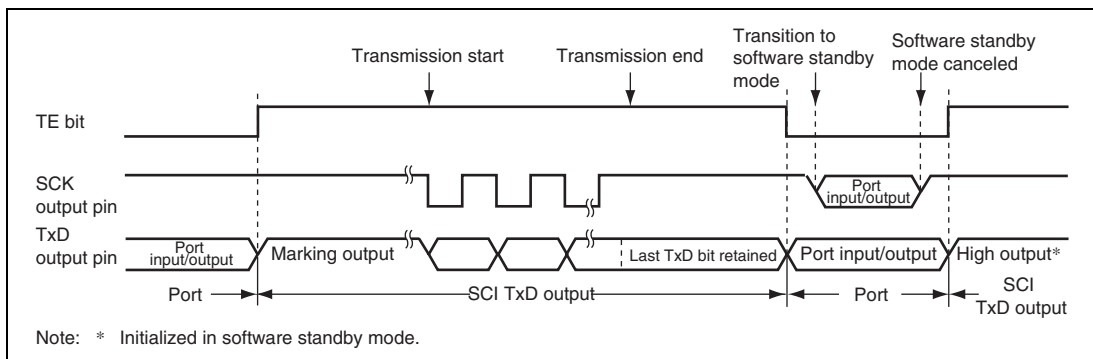 Transmission start
Transmission end
Transition to
software standby
mode
Software standby
mode canceled
TE bit
SCK
output pin
Port
input/output
TxD
output pin
Port
input/output
Marking output
Last TxD bit retained
Port input/output
High output*
Port
SCI TxD output
Port
SCI
TxD output
Note: * Initialized in software standby mode.